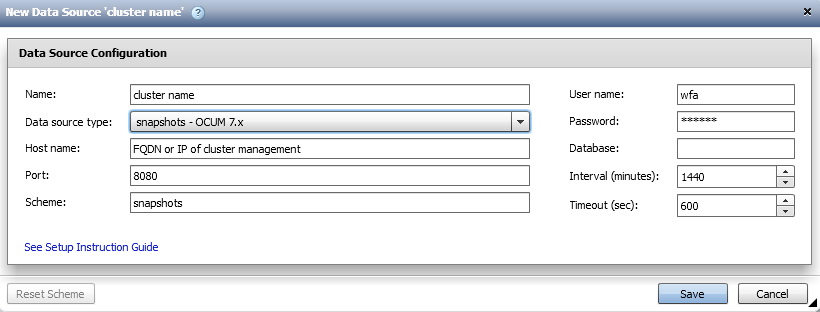 New Data Source 'cluster name' ?
Data Source Configuration
Name: cluster name
Data source type: snapshots - OCUM 7.x
Host name: FQDN or IP of cluster management
Port: 8080
Scheme: snapshots
User name: wfa
Password: ******
Database:
Interval (minutes): 1440
Timeout (sec): 600
See Setup Instruction Guide
Reset Scheme Save Cancel